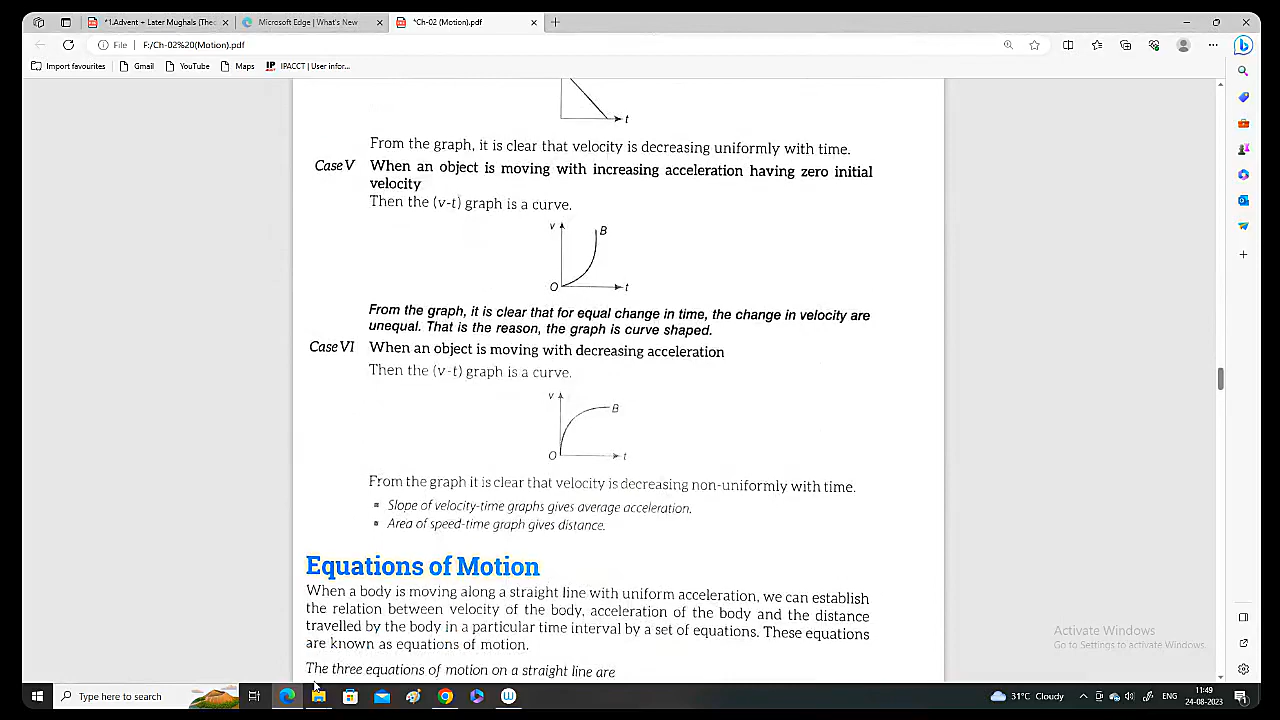 *1.Advent + Later Mughals (Theo
Microsoft Edge | What's New
*Ch-02 (Motion).pdf
File
F:/Ch-02%20(Motion).pdf
Import favourites
Gmail
YouTube
Maps
IPACCT | User infor...
t
From the graph, it is clear that velocity is decreasing uniformly with time.
Case V When an object is moving with increasing acceleration having zero initial
velocity
Then the (v-t) graph is a curve.
v
B
O
t
From the graph, it is clear that for equal change in time, the change in velocity are
unequal. That is the reason, the graph is curve shaped.
Case VI When an object is moving with decreasing acceleration
Then the (v-t) graph is a curve.
v
B
O
t
From the graph it is clear that velocity is decreasing non-uniformly with time.
Slope of velocity-time graphs gives average acceleration.
Area of speed-time graph gives distance.
Equations of Motion
When a body is moving along a straight line with uniform acceleration, we can establish
the relation between velocity of the body, acceleration of the body and the distance
travelled by the body in a particular time interval by a set of equations. These equations
are known as equations of motion.
The three equations of motion on a straight line are
Activate Windows
Go to Settings to activate Windows.
Type here to search
31°C Cloudy
ENG
11:49
24-08-2023